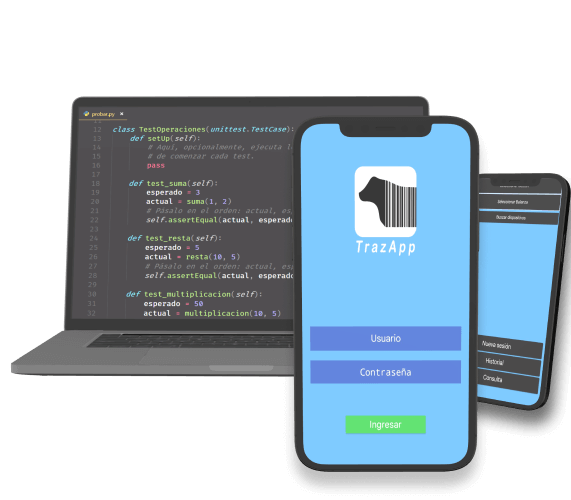 probar.py ×
12 class TestOperaciones(unittest.TestCase):
13 def setUp(self):
14 # Aquí, opcionalmente, ejecuta l
15 # de comenzar cada test.
16 pass
17
18 def test_suma(self):
19 esperado = 3
20 actual = suma(1, 2)
21 # Pásalo en el orden: actual, es
22 self.assertEqual(actual, esperado
23
24 def test_resta(self):
25 esperado = 5
26 actual = resta(10, 5)
27 # Pásalo en el orden: actual, esp
28 self.assertEqual(actual, esperado
29
30 def test_multiplicacion(self):
31 esperado = 50
32 actual = multiplicacion(10, 5)
TrazApp
Usuario
Contraseña
Ingresar
Buscar dispositivos
Nueva sesión
Historial
Consulta